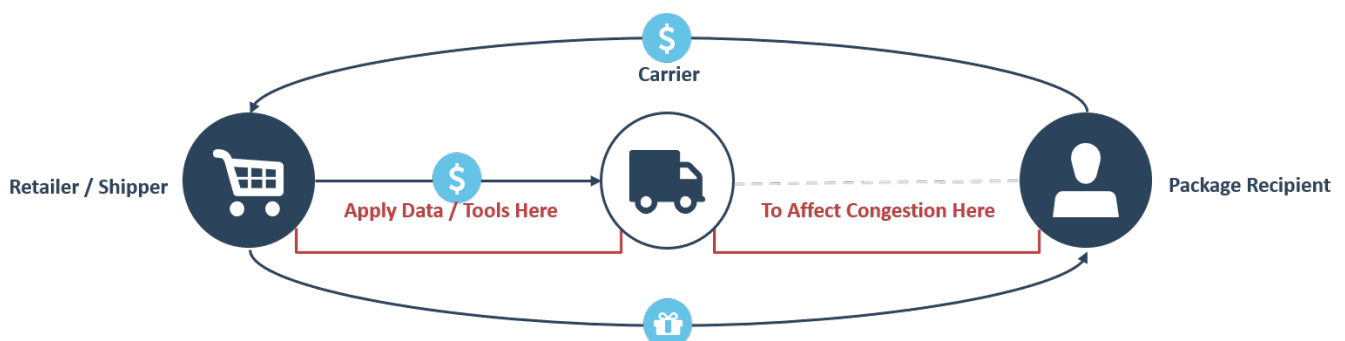 $
Carrier
Retailer / Shipper
$
Package Recipient
Apply Data / Tools Here
To Affect Congestion Here